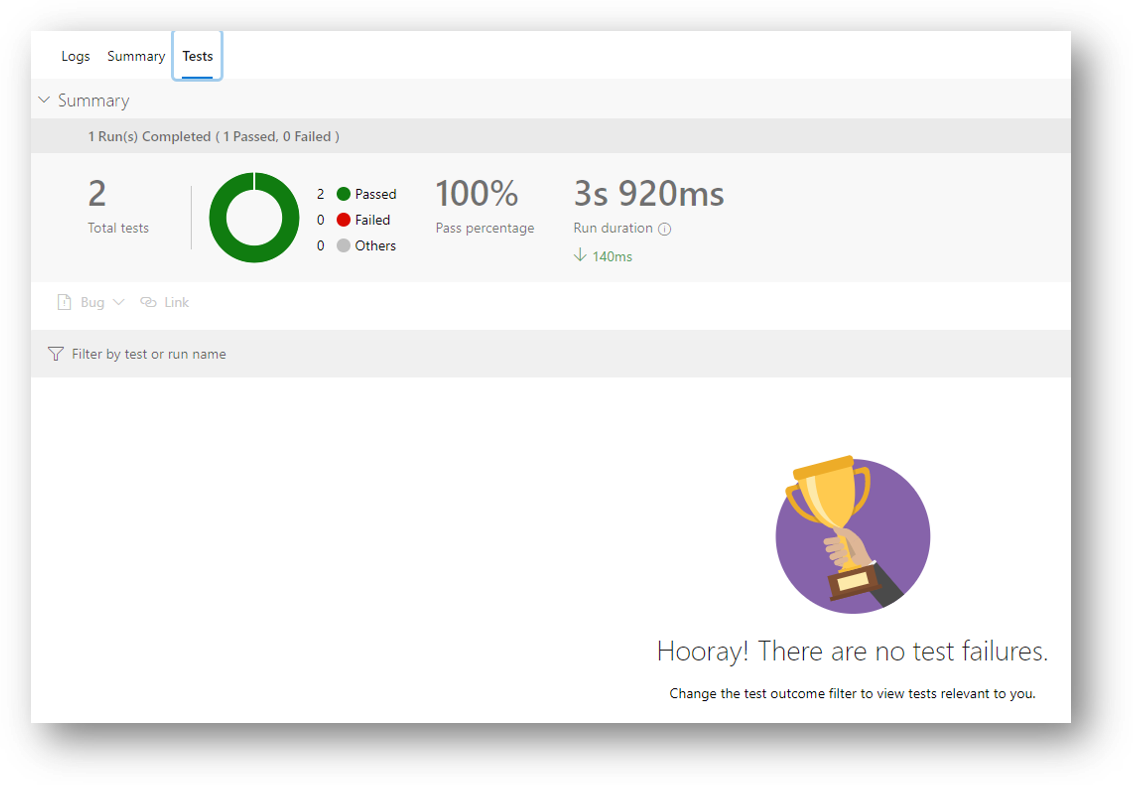 Logs Summary Tests
Summary
1 Run(s) Completed ( 1 Passed, 0 Failed )
2
Total tests
2 Passed
0 Failed
0 Others
100%
Pass percentage
3s 920ms
Run duration
140ms
Bug Link
Filter by test or run name
Hooray! There are no test failures.
Change the test outcome filter to view tests relevant to you.